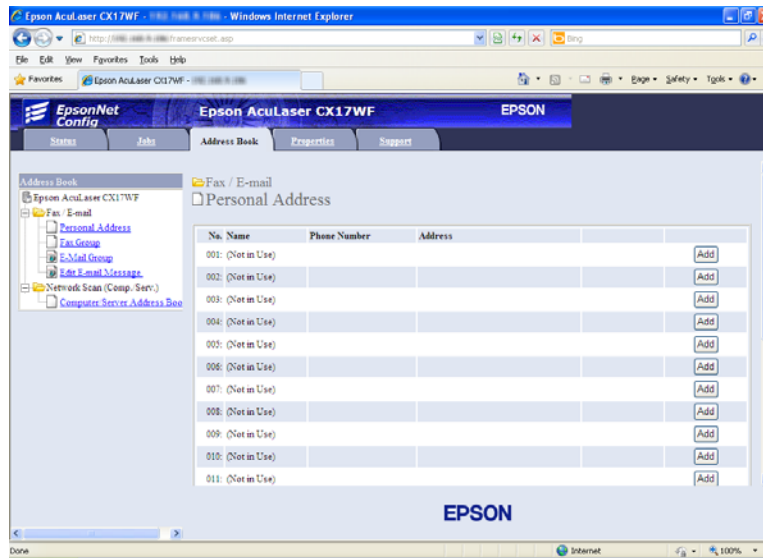 Epson AcuLaser CX17WF - - Windows Internet Explorer
http:// /framesrvcset.asp
Bing
File Edit View Favorites Tools Help
Favorites Epson AcuLaser CX17WF -
Page Safety Tools
EpsonNet Config Epson AcuLaser CX17WF EPSON
Status Jobs Address Book Properties Support
Address Book
Epson AcuLaser CX17WF
Fax / E-mail
Personal Address
Fax Group
E-Mail Group
Edit E-mail Message
Network Scan (Comp. Serv.)
Computer Server Address Boo
Fax / E-mail
Personal Address
No. Name Phone Number Address
001: (Not in Use) Add
002: (Not in Use) Add
003: (Not in Use) Add
004: (Not in Use) Add
005: (Not in Use) Add
006: (Not in Use) Add
007: (Not in Use) Add
008: (Not in Use) Add
009: (Not in Use) Add
010: (Not in Use) Add
011: (Not in Use) Add
EPSON
Done Internet 100%